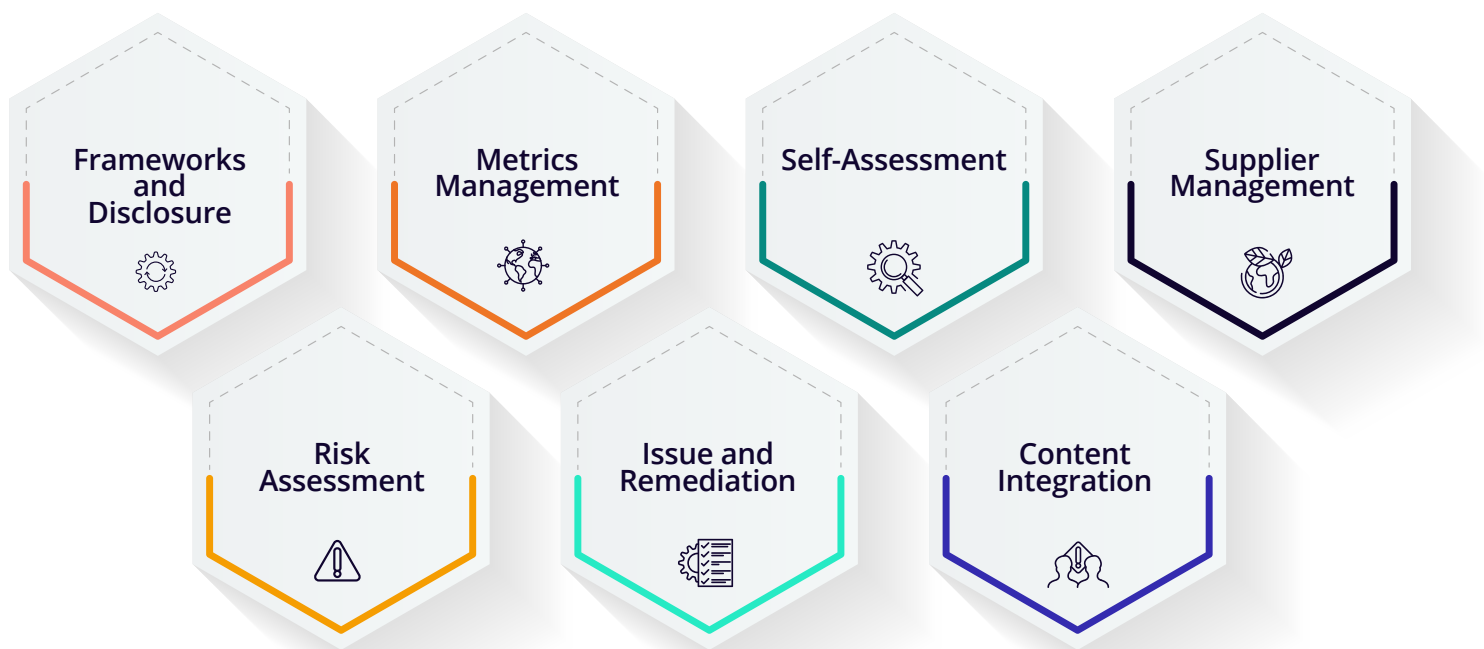 Frameworks
and
Disclosure
Metrics
Management
Self-Assessment
Supplier
Management
Risk
Assessment
Issue and
Remediation
Content
Integration